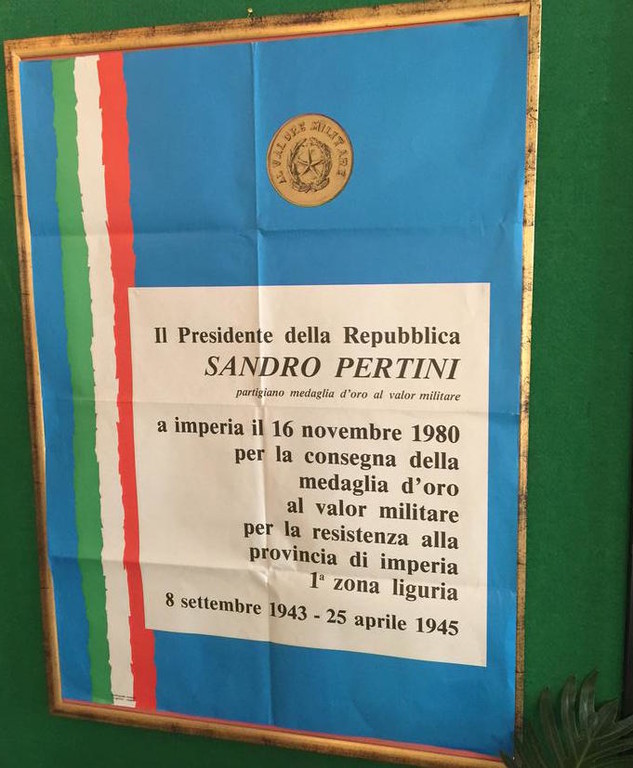 AL VALORE MILITARE
Il Presidente della Repubblica
SANDRO PERTINI
partigiano medaglia d'oro al valor militare
a imperia il 16 novembre 1980
per la consegna della
medaglia d'oro
al valor militare
per la resistenza alla
provincia di imperia
1ª zona liguria
8 settembre 1943 - 25 aprile 1945